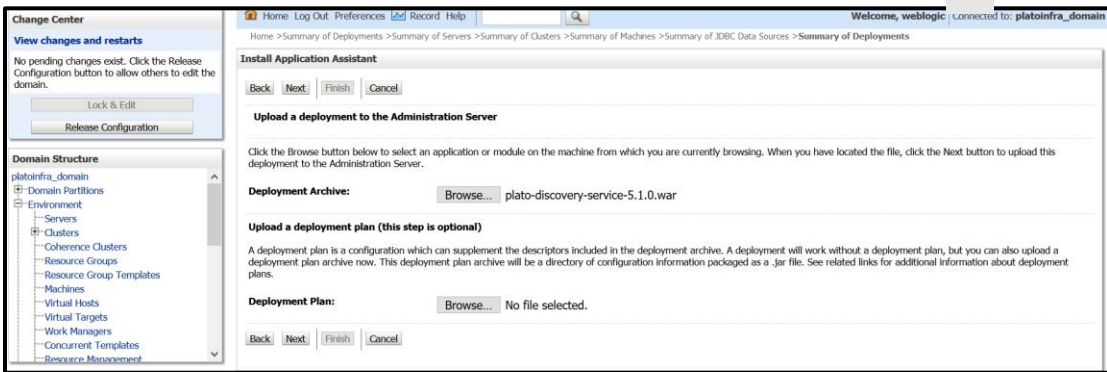 Change Center
View changes and restarts
No pending changes exist. Click the Release
Configuration button to allow others to edit the
domain.
Lock & Edit
Release Configuration
Domain Structure
platoinfra_domain
Domain Partitions
Environment
Servers
Clusters
Coherence Clusters
Resource Groups
Resource Group Templates
Machines
Virtual Hosts
Virtual Targets
Work Managers
Concurrent Templates
Resource Management
Home Log Out Preferences Record Help
Welcome, weblogic Connected to: platoinfra_domain
Home >Summary of Deployments >Summary of Servers >Summary of Clusters >Summary of Machines >Summary of JDBC Data Sources >Summary of Deployments
Install Application Assistant
Back Next Finish Cancel
Upload a deployment to the Administration Server
Click the Browse button below to select an application or module on the machine from which you are currently browsing. When you have located the file, click the Next button to upload this
deployment to the Administration Server.
Deployment Archive: Browse... plato-discovery-service-5.1.0.war
Upload a deployment plan (this step is optional)
A deployment plan is a configuration which can supplement the descriptors included in the deployment archive. A deployment will work without a deployment plan, but you can also upload a
deployment plan archive now. This deployment plan archive will be a directory of configuration information packaged as a .jar file. See related links for additional information about deployment
plans.
Deployment Plan: Browse... No file selected.
Back Next Finish Cancel